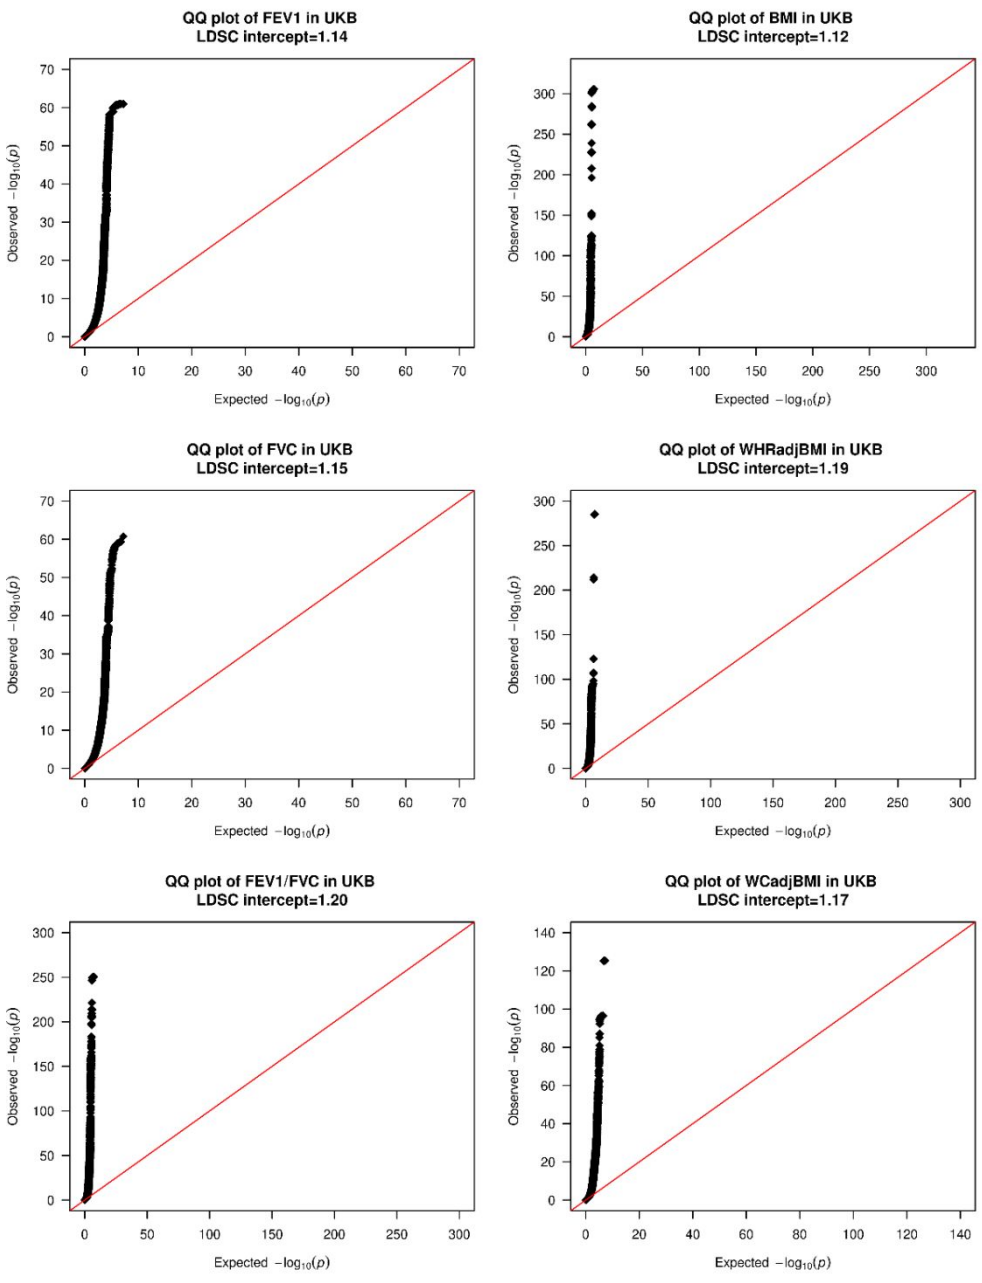 QQ plot of FEV1 in UKB
LDSC intercept=1.14
70
60
50
40
30
20
10
0
Observed −log10(p)
0 10 20 30 40 50 60 70
Expected −log10(p)
QQ plot of BMI in UKB
LDSC intercept=1.12
300
250
200
150
100
50
0
Observed −log10(p)
0 50 100 150 200 250 300
Expected −log10(p)
QQ plot of FVC in UKB
LDSC intercept=1.15
70
60
50
40
30
20
10
0
Observed −log10(p)
0 10 20 30 40 50 60 70
Expected −log10(p)
QQ plot of WHRadjBMI in UKB
LDSC intercept=1.19
300
250
200
150
100
50
0
Observed −log10(p)
0 50 100 150 200 250 300
Expected −log10(p)
QQ plot of FEV1/FVC in UKB
LDSC intercept=1.20
300
250
200
150
100
50
0
Observed −log10(p)
0 50 100 150 200 250 300
Expected −log10(p)
QQ plot of WCadjBMI in UKB
LDSC intercept=1.17
140
120
100
80
60
40
20
0
Observed −log10(p)
0 20 40 60 80 100 120 140
Expected −log10(p)